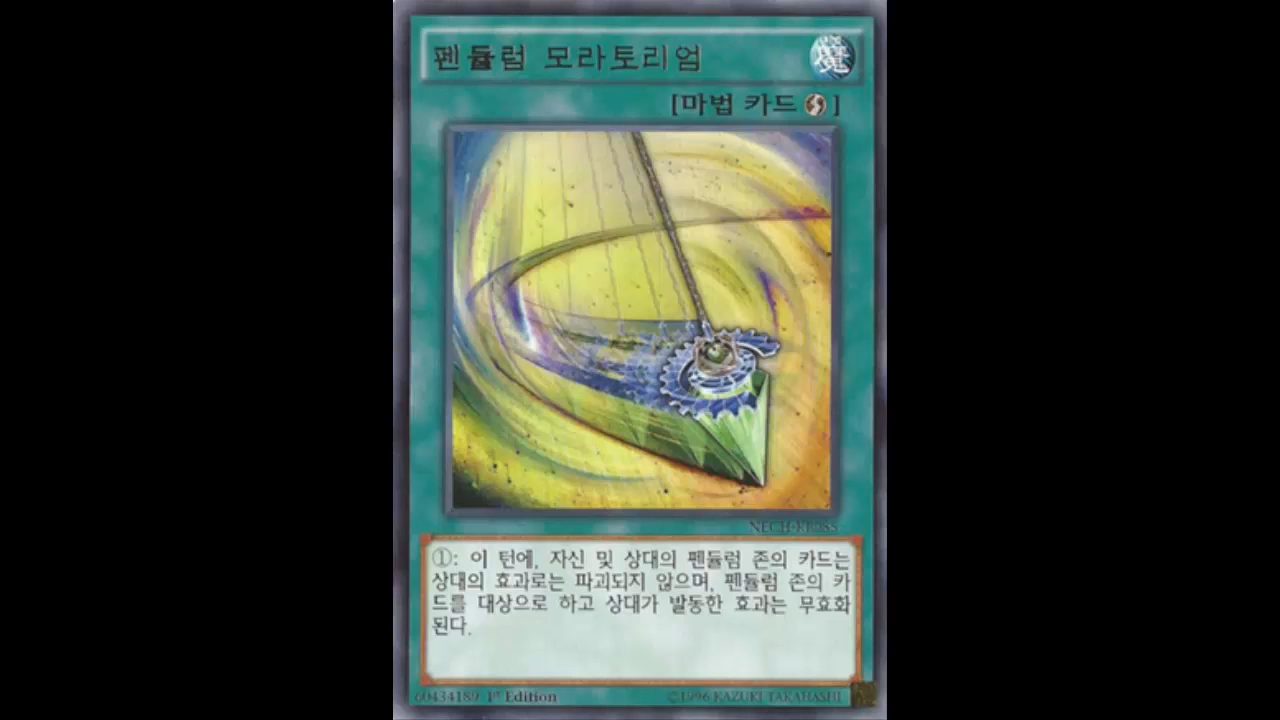 펜듈럼 모라토리엄
魔
[마법 카드]
①: 이 턴에, 자신 및 상대의 펜듈럼 존의 카드는
상대의 효과로는 파괴되지 않으며, 펜듈럼 존의 카
드를 대상으로 하고 상대가 발동한 효과는 무효화
된다.
60434189 1st Edition
©1996 KAZUKI TAKAHASHI